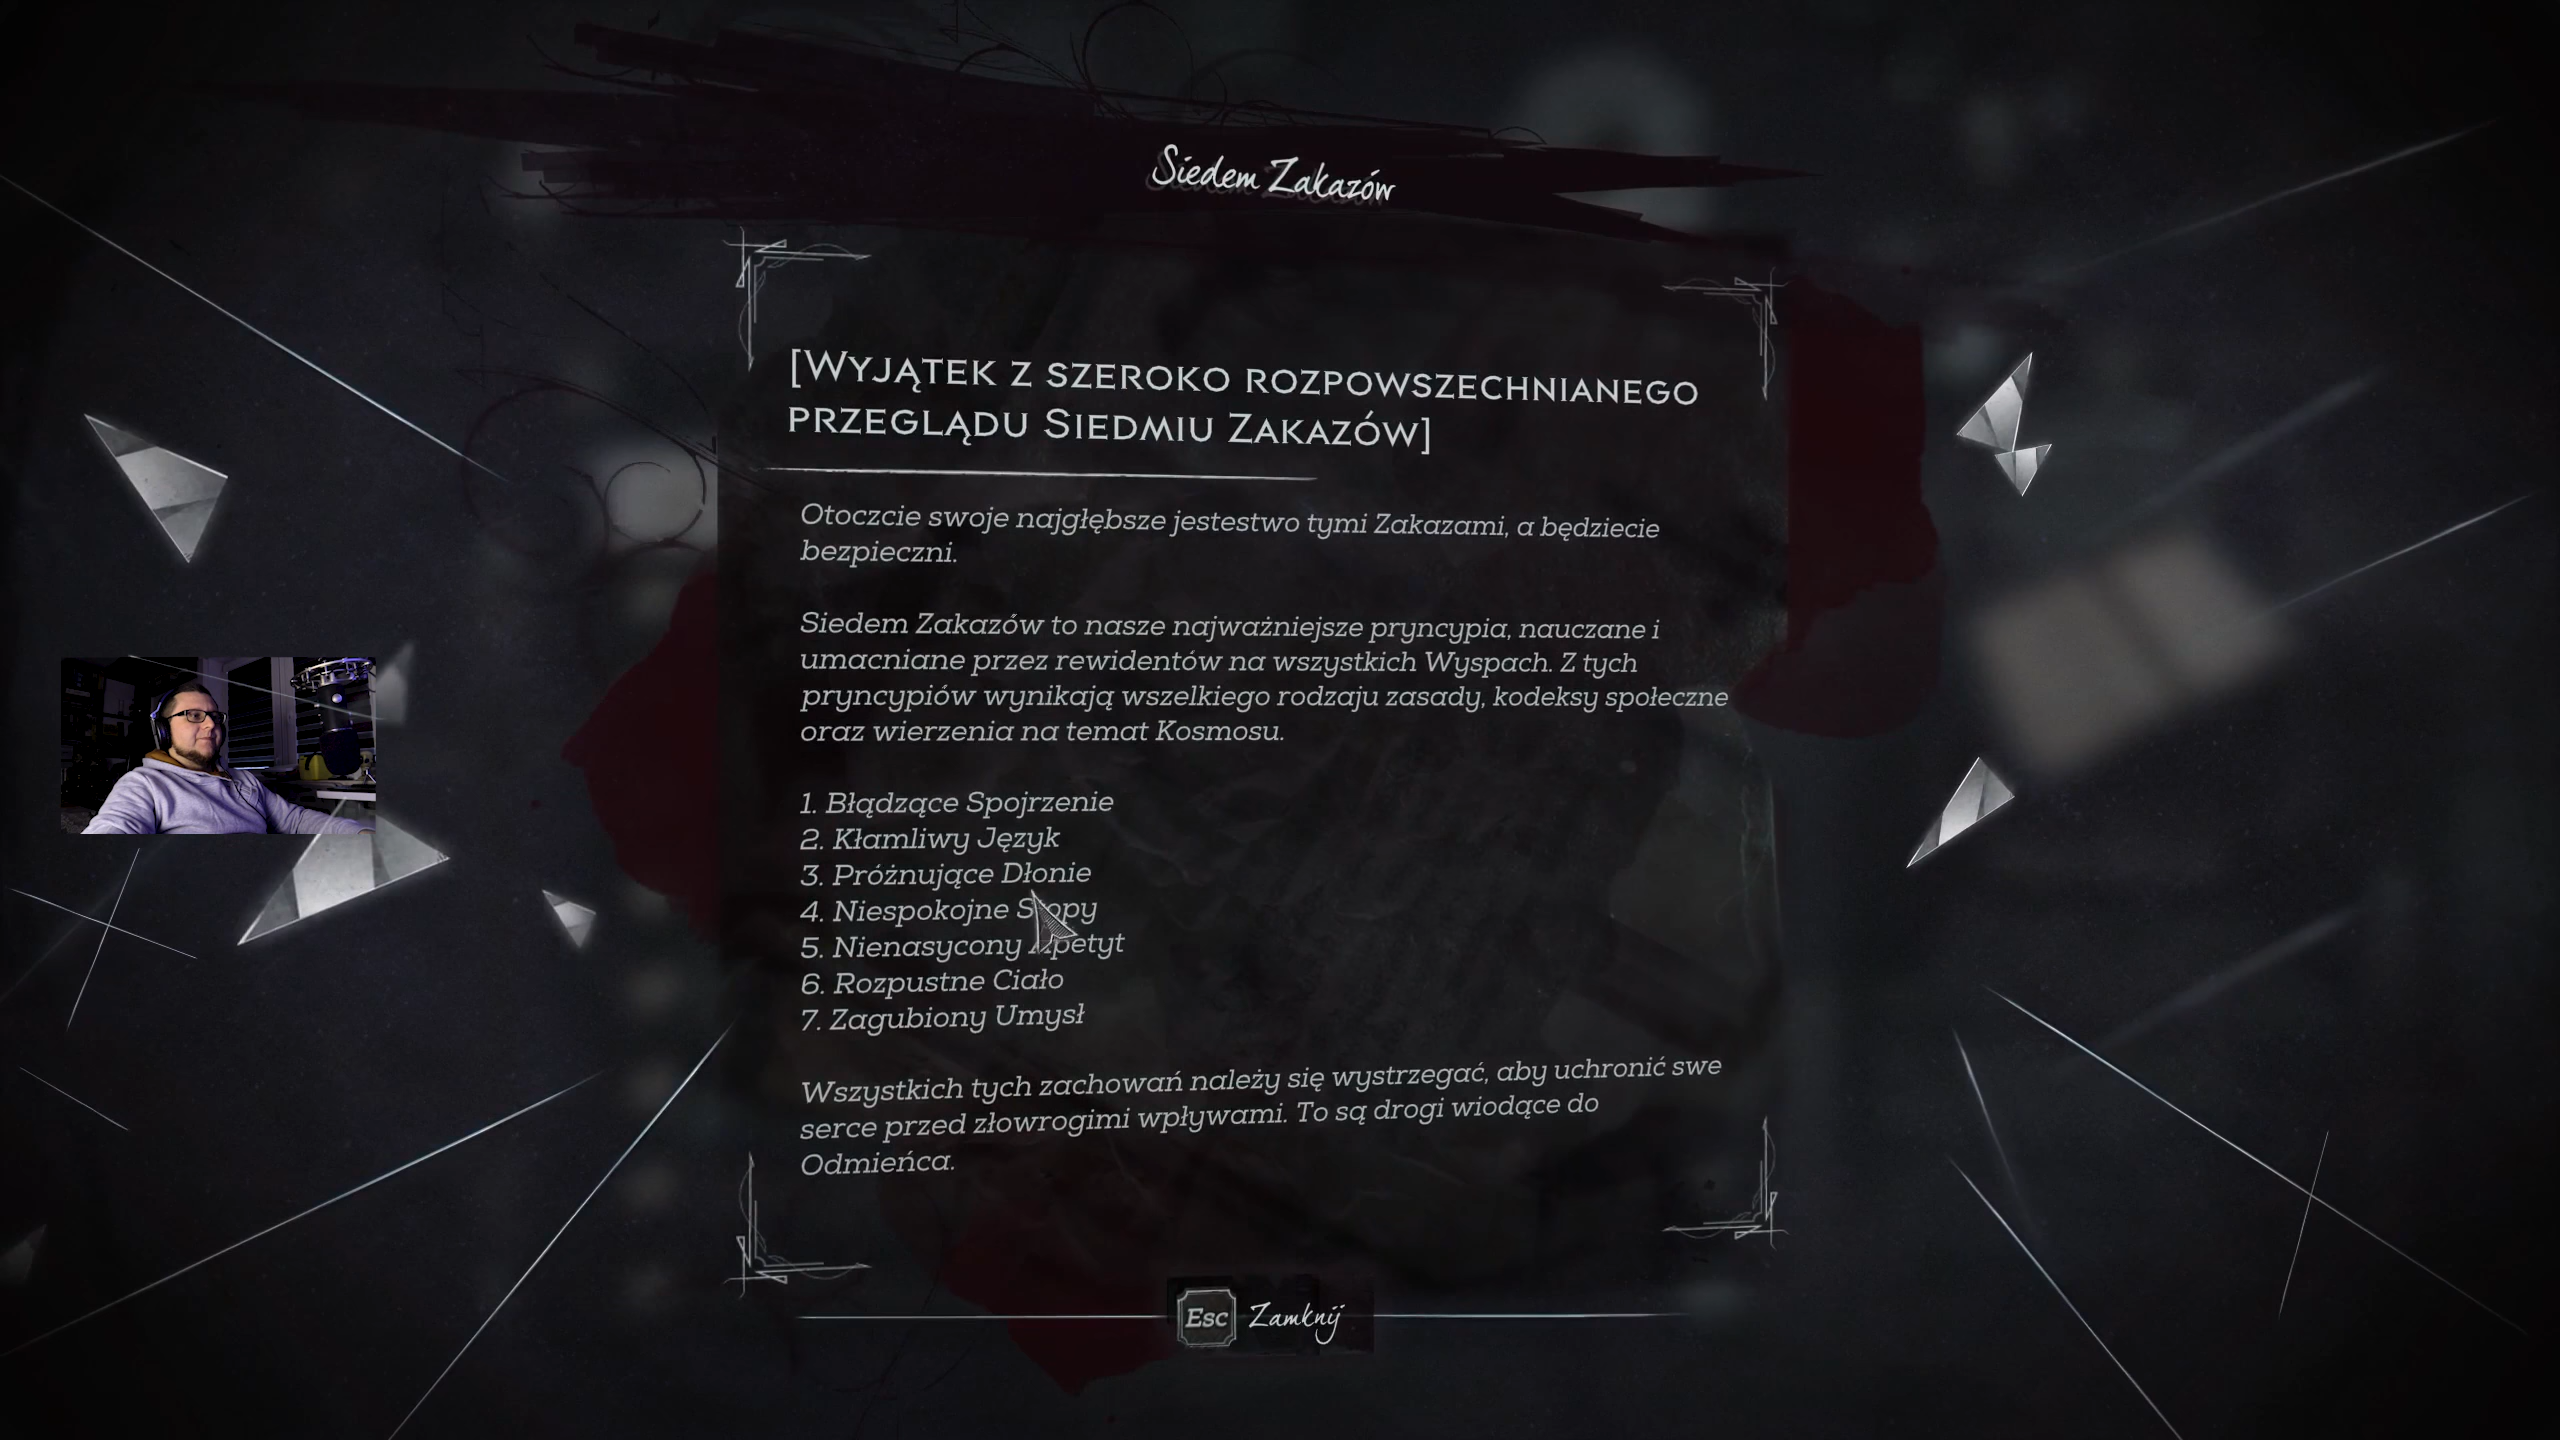 Siedem Zakazów
[Wyjątek z szeroko rozpowszechnianego
przeglądu Siedmiu Zakazów]
Otoczcie swoje najgłębsze jestestwo tymi Zakazami, a będziecie
bezpieczni.
Siedem Zakazów to nasze najważniejsze pryncypia, nauczane i
umacniane przez rewidentów na wszystkich Wyspach. Z tych
pryncypiów wynikają wszelkiego rodzaju zasady, kodeksy społeczne
oraz wierzenia na temat Kosmosu.
1. Błądzące Spojrzenie
2. Kłamliwy Język
3. Próżnujące Dłonie
4. Niespokojne Stopy
5. Nienasycony Apetyt
6. Rozpustne Ciało
7. Zagubiony Umysł
Wszystkich tych zachowań należy się wystrzegać, aby uchronić swe
serce przed złowrogimi wpływami. To są drogi wiodące do
Odmieńca.
Esc Zamknij